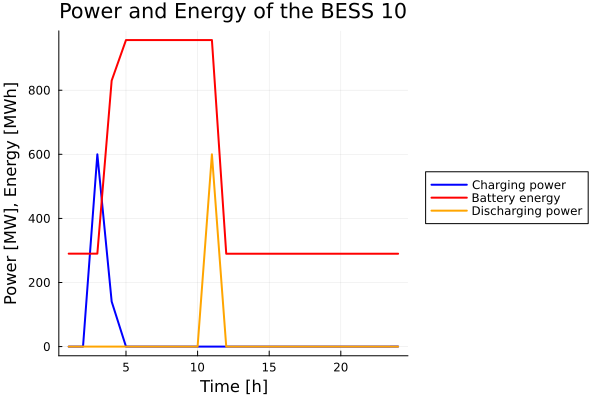 Power and Energy of the BESS 10
Power [MW], Energy [MWh]
800
600
400
200
0
5
10
15
20
Time [h]
Charging power
Battery energy
Discharging power